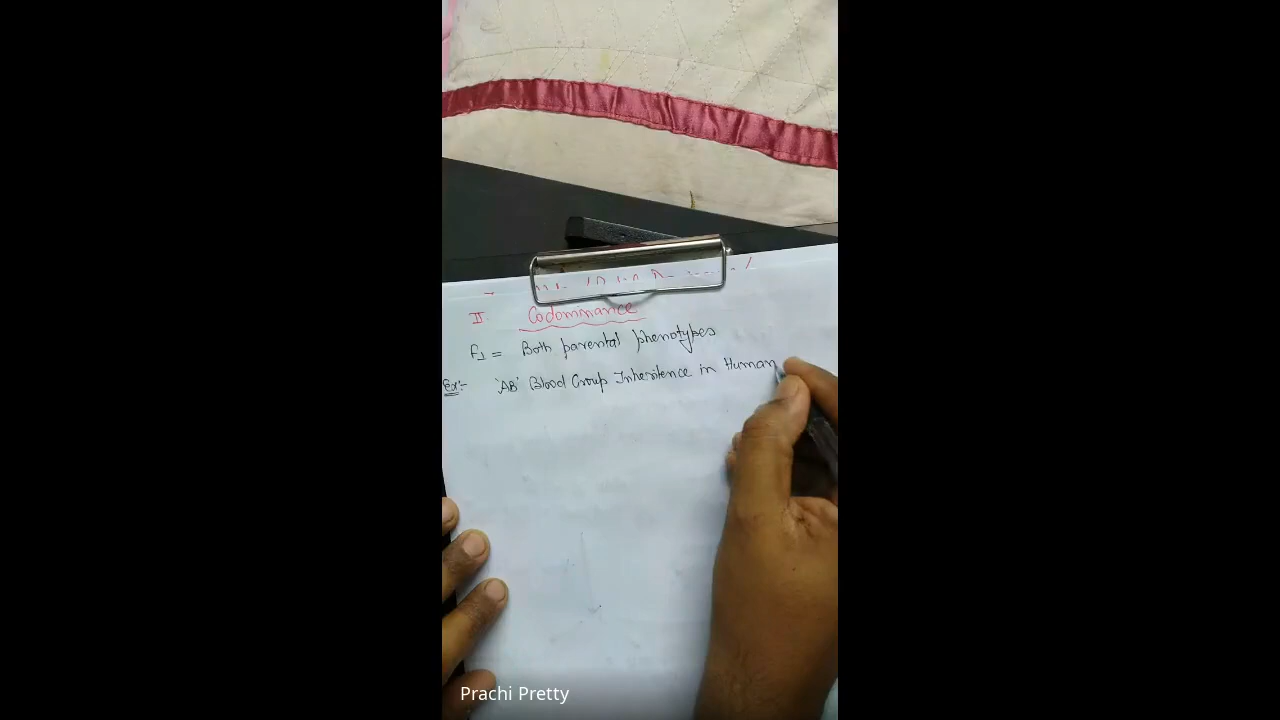 II. Codominance
F1 = Both parental phenotypes
Ex:- 'AB' Blood Group Inheritence in Human
Prachi Pretty